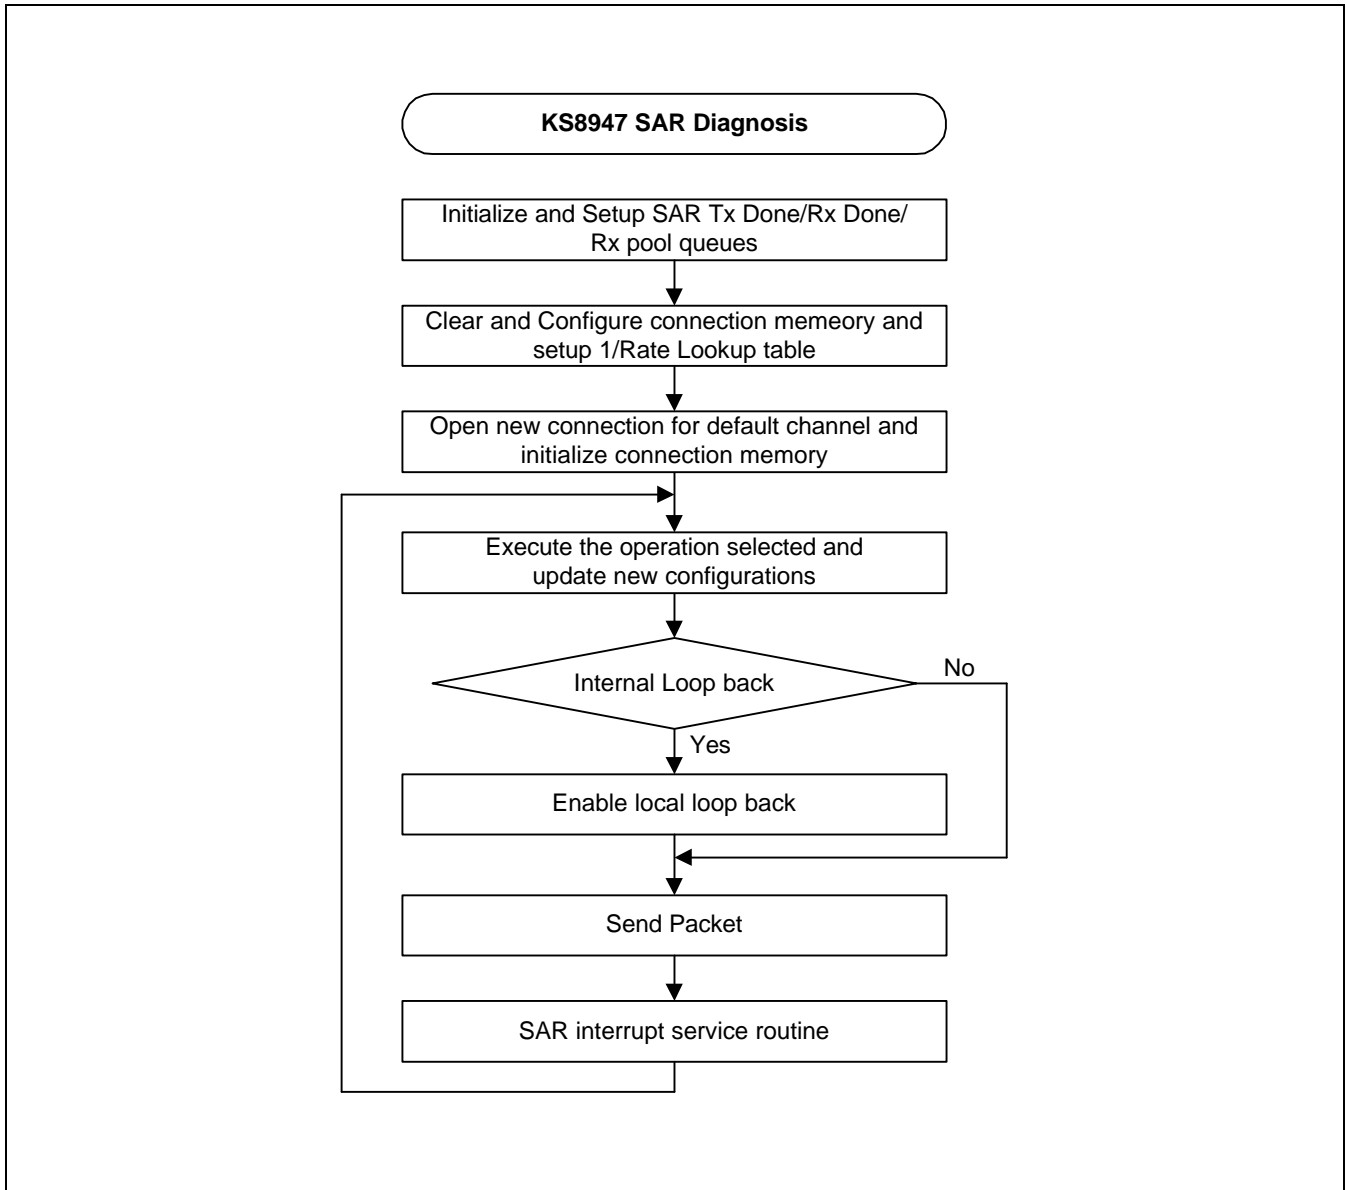 KS8947 SAR Diagnosis
Initialize and Setup SAR Tx Done/Rx Done/
Rx pool queues
Clear and Configure connection memeory and
setup 1/Rate Lookup table
Open new connection for default channel and
initialize connection memory
Execute the operation selected and
update new configurations
Internal Loop back
No
Yes
Enable local loop back
Send Packet
SAR interrupt service routine